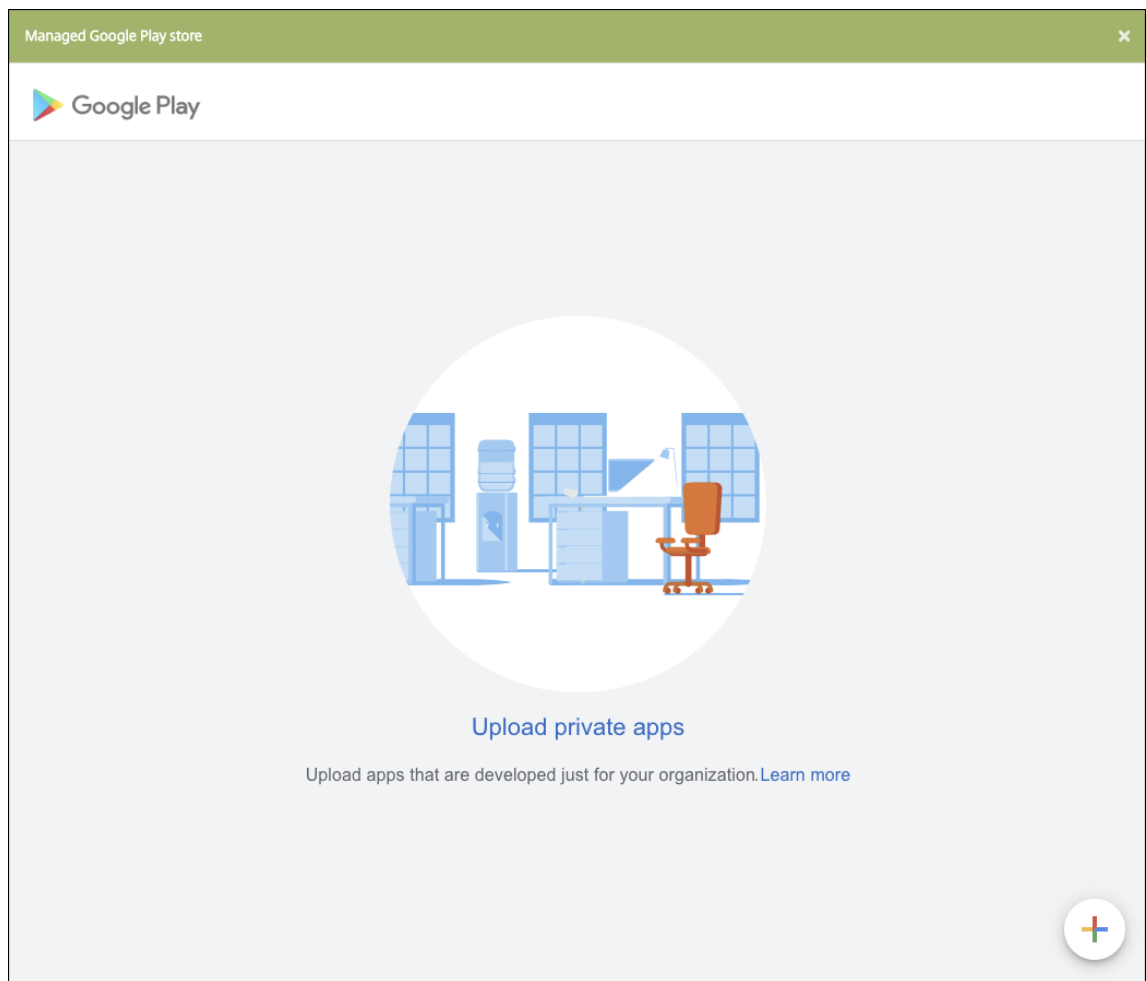 Managed Google Play store
Google Play
Upload private apps
Upload apps that are developed just for your organization. Learn more